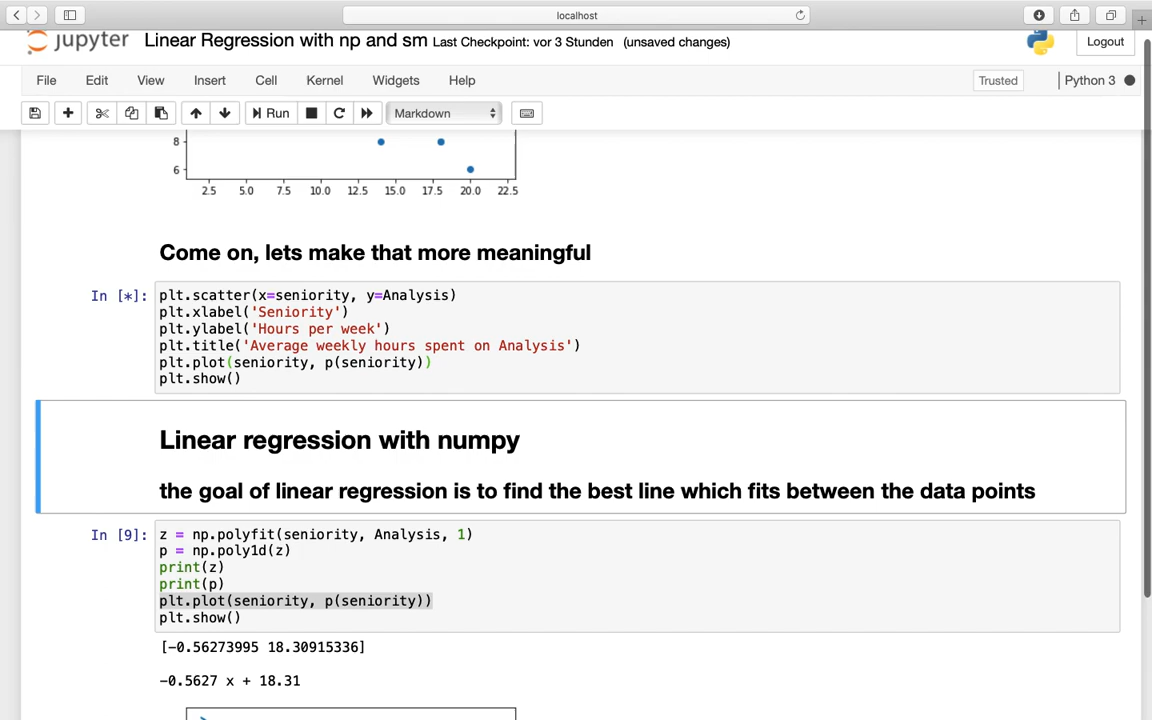 localhost
jupyter Linear Regression with np and sm Last Checkpoint: vor 3 Stunden (unsaved changes)
Logout
File Edit View Insert Cell Kernel Widgets Help
Trusted Python 3
Run Markdown
8
6
2.5 5.0 7.5 10.0 12.5 15.0 17.5 20.0 22.5
Come on, lets make that more meaningful
In [*]: plt.scatter(x=seniority, y=Analysis)
plt.xlabel('Seniority')
plt.ylabel('Hours per week')
plt.title('Average weekly hours spent on Analysis')
plt.plot(seniority, p(seniority))
plt.show()
Linear regression with numpy
the goal of linear regression is to find the best line which fits between the data points
In [9]: z = np.polyfit(seniority, Analysis, 1)
p = np.poly1d(z)
print(z)
print(p)
plt.plot(seniority, p(seniority))
plt.show()
[-0.56273995 18.30915336]
-0.5627 x + 18.31